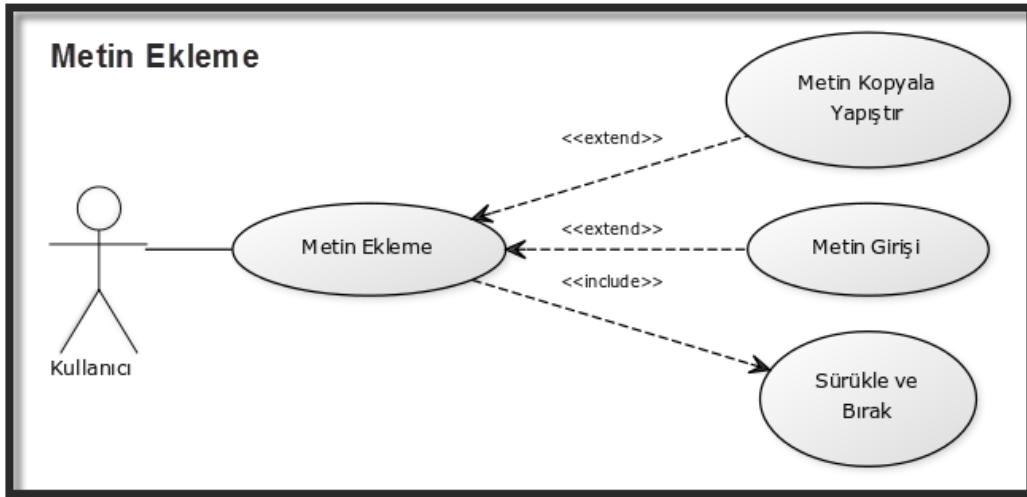 Metin Ekleme
Metin Kopyala
Yapıştır
<<extend>>
<<extend>>
Metin Ekleme
Metin Girişi
<<include>>
Kullanıcı
Sürükle ve
Bırak